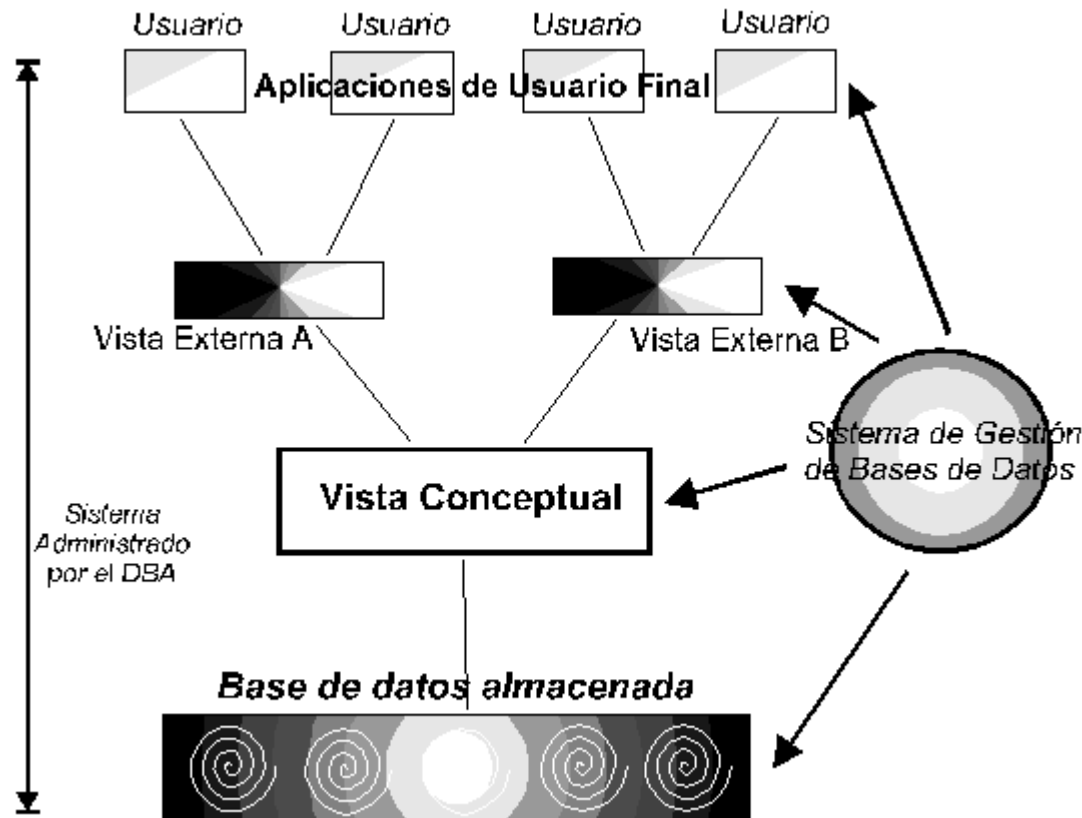 Usuario
Usuario
Usuario
Usuario
Aplicaciones de Usuario Final
Vista Externa A
Vista Externa B
Sistema de Gestión
de Bases de Datos
Vista Conceptual
Sistema
Administrado
por el DBA
Base de datos almacenada